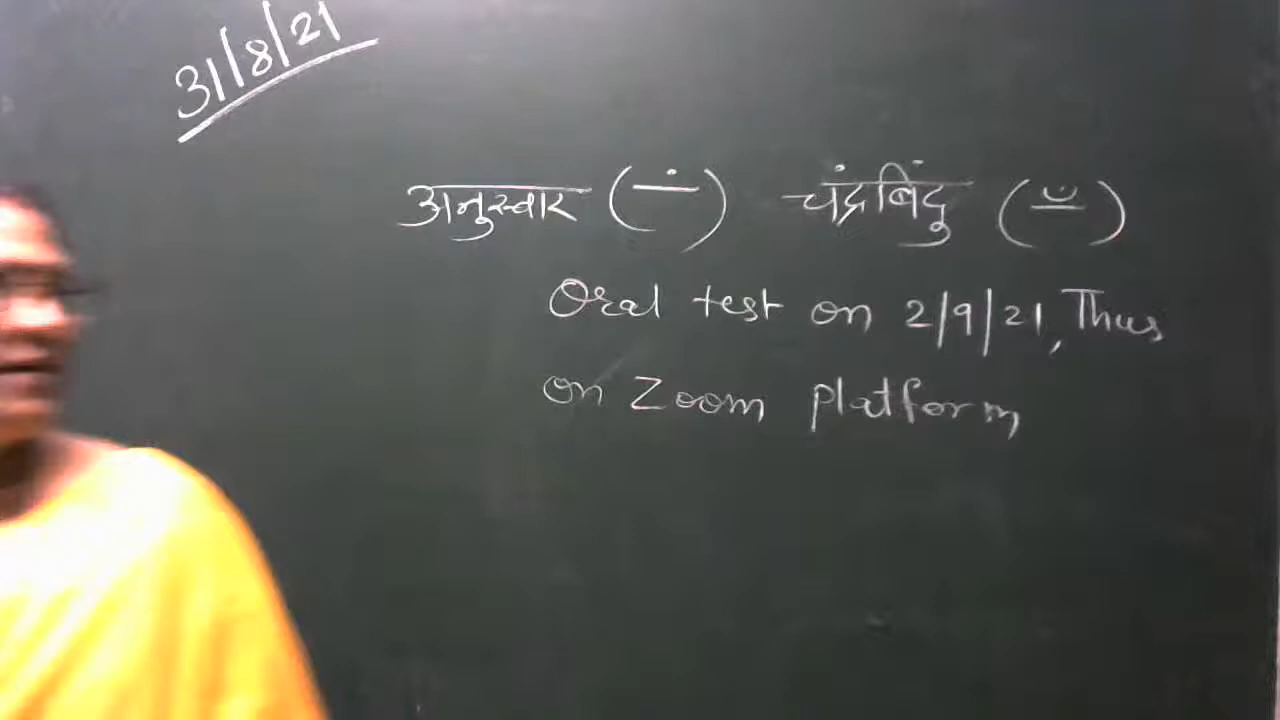 31/8/21
अनुस्वार (−ं) चंद्रबिंदु (−ँ)
Oral test on 2/9/21, Thus
on Zoom platform